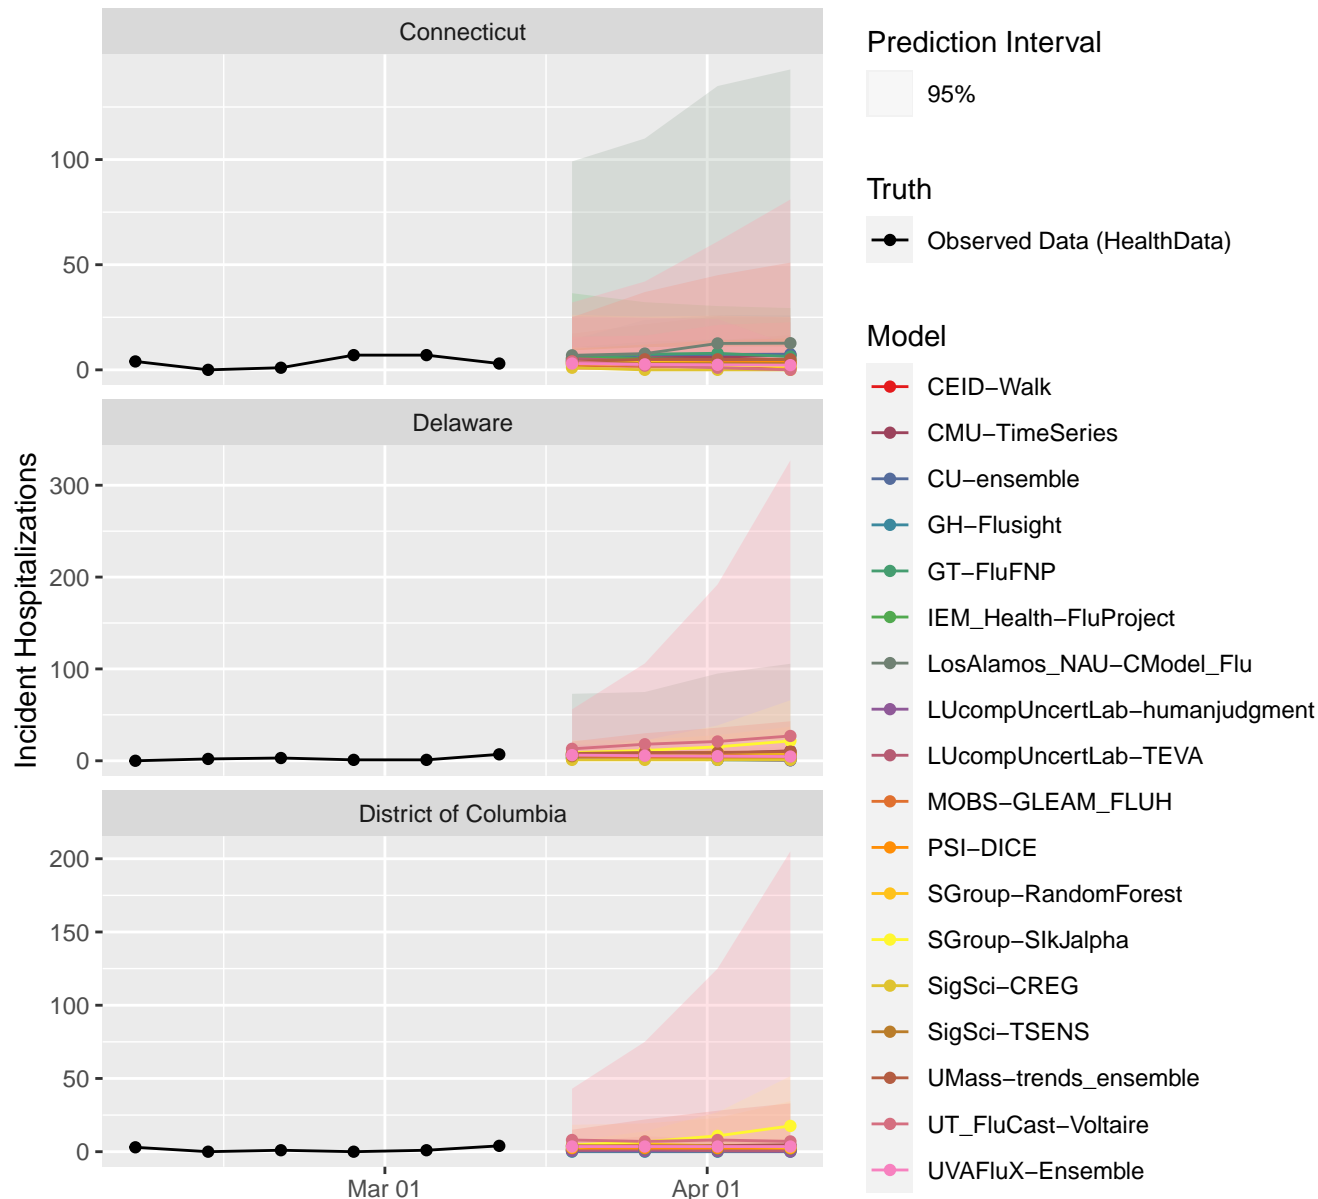 Connecticut
100
50
0
Delaware
300
200
100
0
District of Columbia
200
150
100
50
0
Mar 01
Apr 01
Incident Hospitalizations
Prediction Interval
95%
Truth
Observed Data (HealthData)
Model
CEID−Walk
CMU−TimeSeries
CU−ensemble
GH−Flusight
GT−FluFNP
IEM_Health−FluProject
LosAlamos_NAU−CModel_Flu
LUcompUncertLab−humanjudgment
LUcompUncertLab−TEVA
MOBS−GLEAM_FLUH
PSI−DICE
SGroup−RandomForest
SGroup−SIkJalpha
SigSci−CREG
SigSci−TSENS
UMass−trends_ensemble
UT_FluCast−Voltaire
UVAFluX−Ensemble